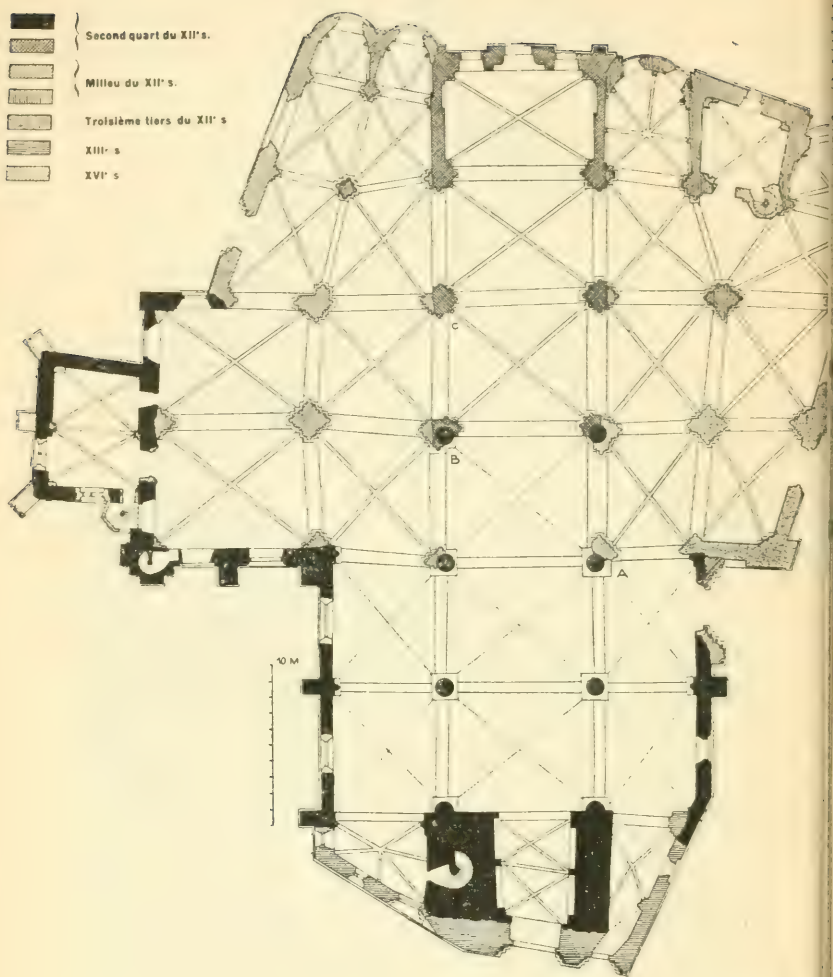 Second quart du XII' s.
Milieu du XII' s.
Troisième tiers du XII' s
XIII' s
XVI' s
C
B
A
10 M